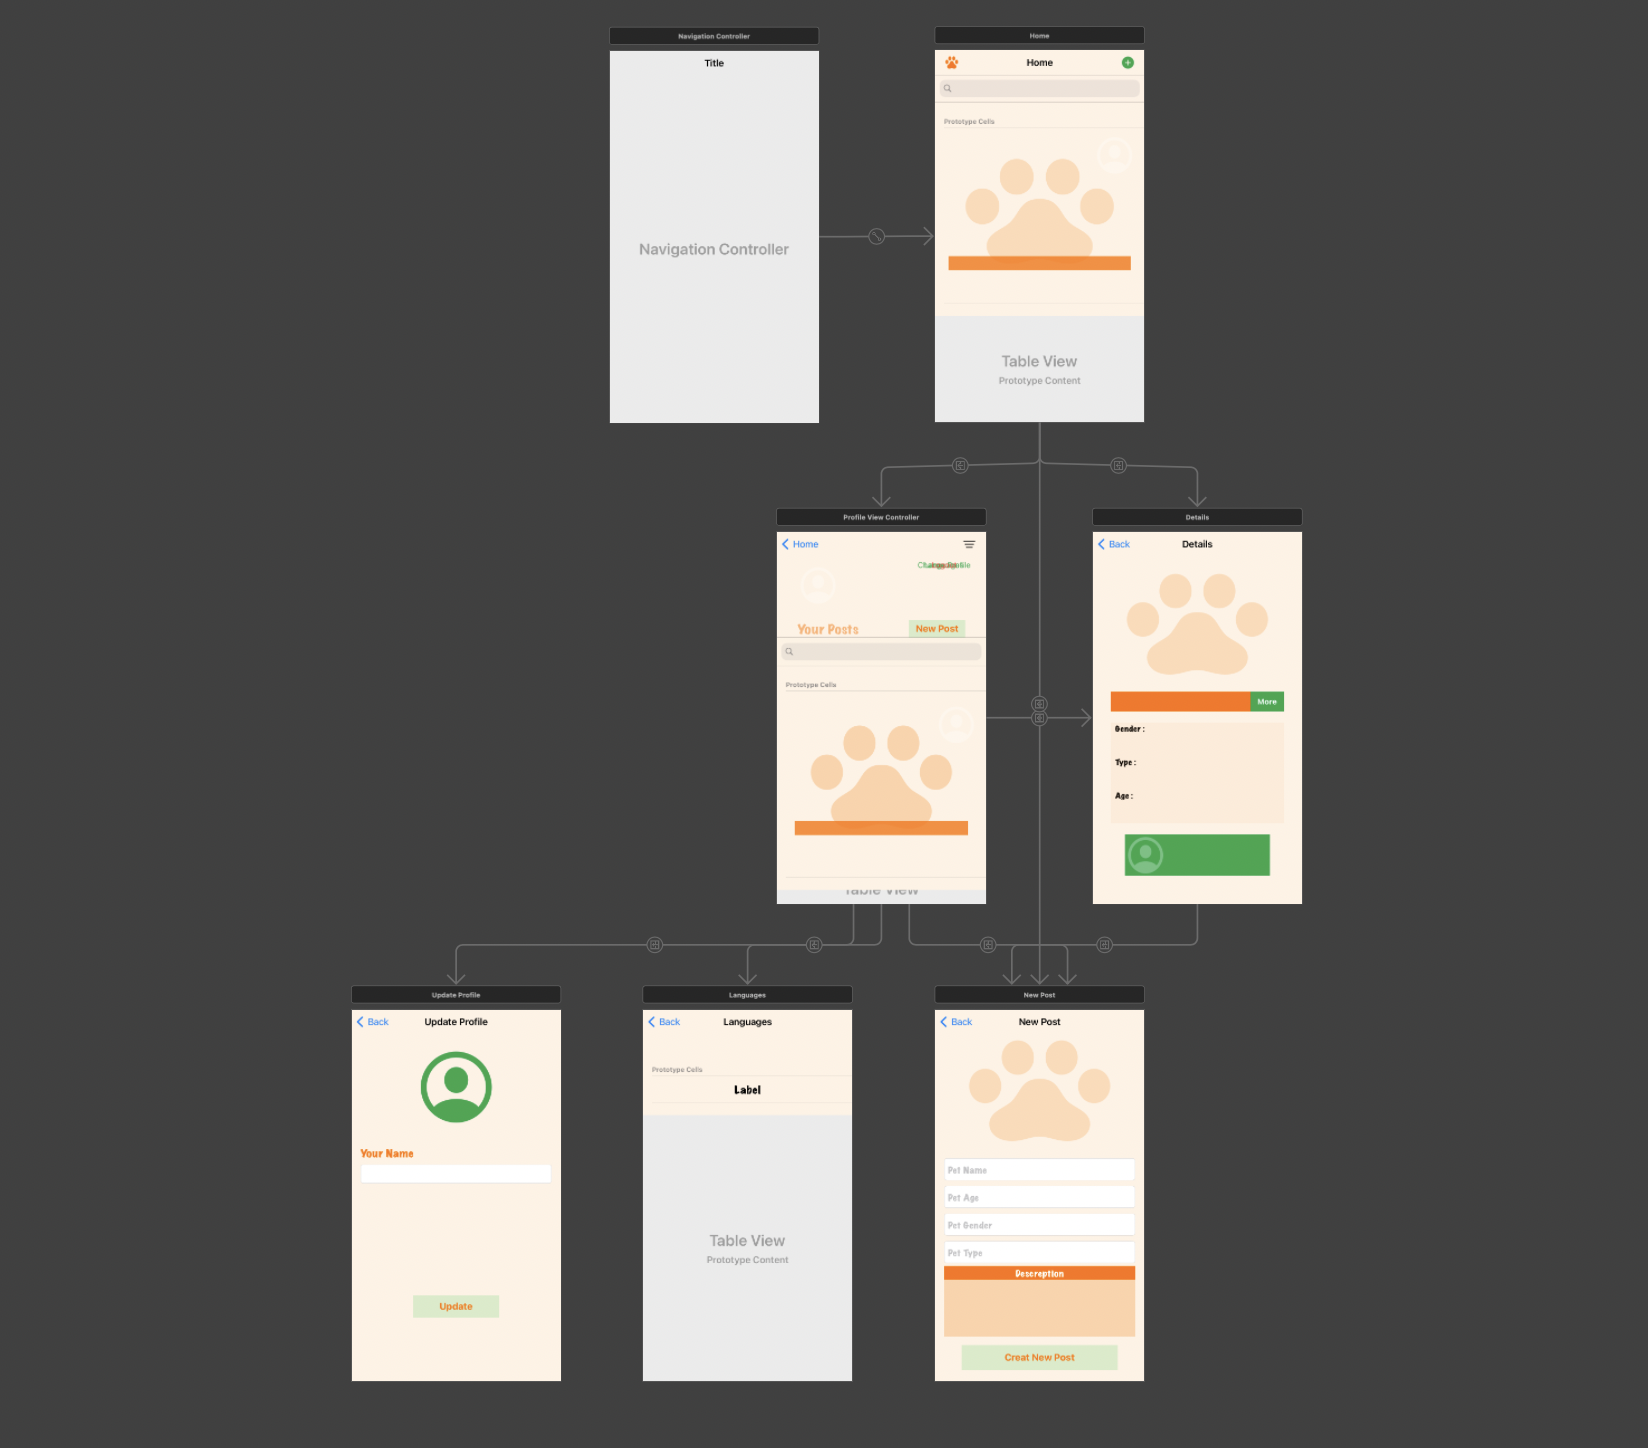 Navigation Controller
Title
Navigation Controller
Home
Home
Prototype Cells
Table View
Prototype Content
Profile View Controller
Home
Your Posts
New Post
Prototype Cells
Table View
Details
Back
Details
More
Gender :
Type :
Age :
Update Profile
Back
Update Profile
Your Name
Update
Languages
Back
Languages
Prototype Cells
Label
Table View
Prototype Content
New Post
Back
New Post
Pet Name
Pet Age
Pet Gender
Pet Type
Descreption
Creat New Post